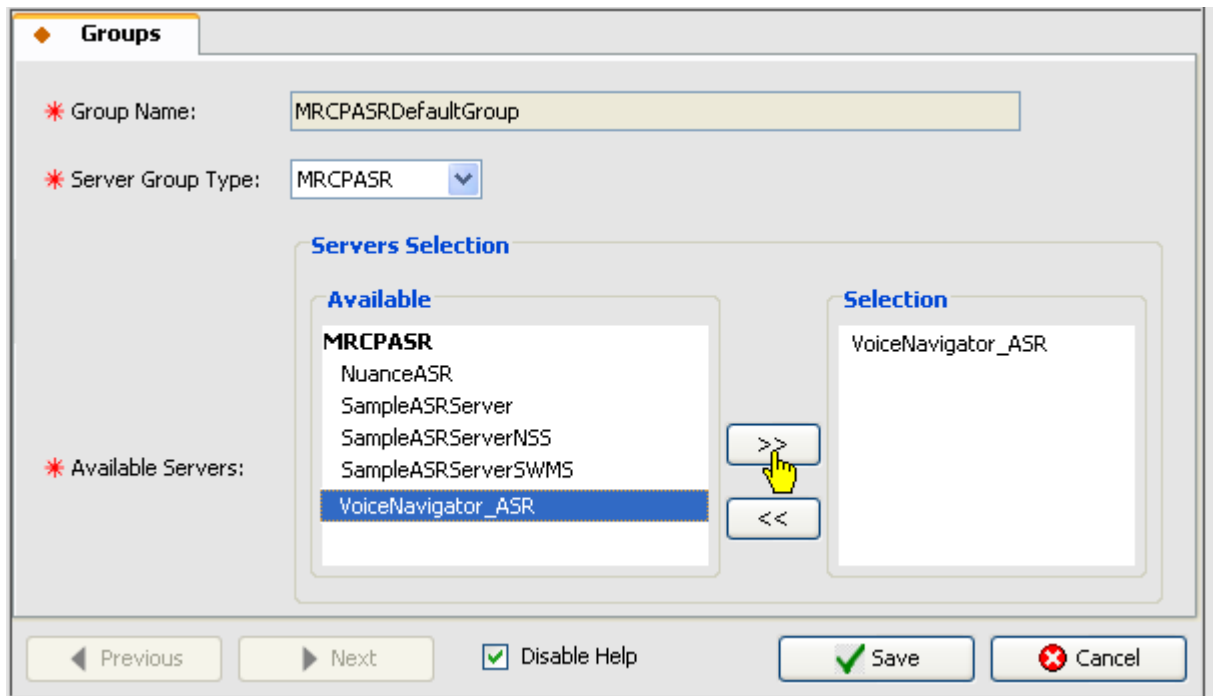 Groups
Group Name:
MRCPASRDefaultGroup
Server Group Type:
MRCPASR
Servers Selection
Available
MRCPASR
NuanceASR
SampleASRServer
SampleASRServerNSS
SampleASRServerSWMS
VoiceNavigator_ASR
Available Servers:
>>
<<
Selection
VoiceNavigator_ASR
Previous
Next
Disable Help
Save
Cancel